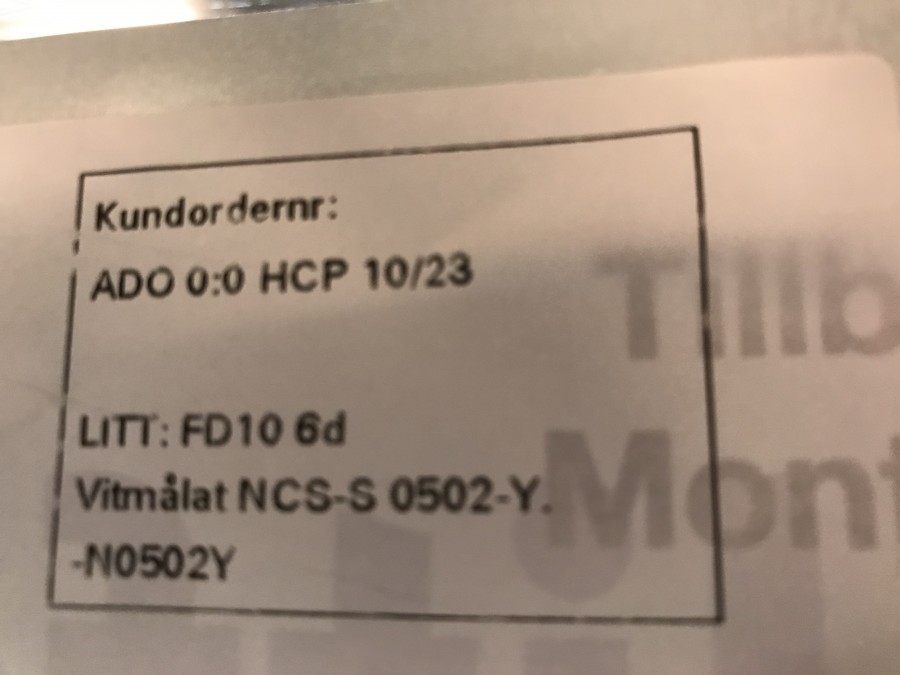 Kundordernr:
ADO 0:0 HCP 10/23
LITT: FD10 6d
Vitmålat NCS-S 0502-Y.
-N0502Y